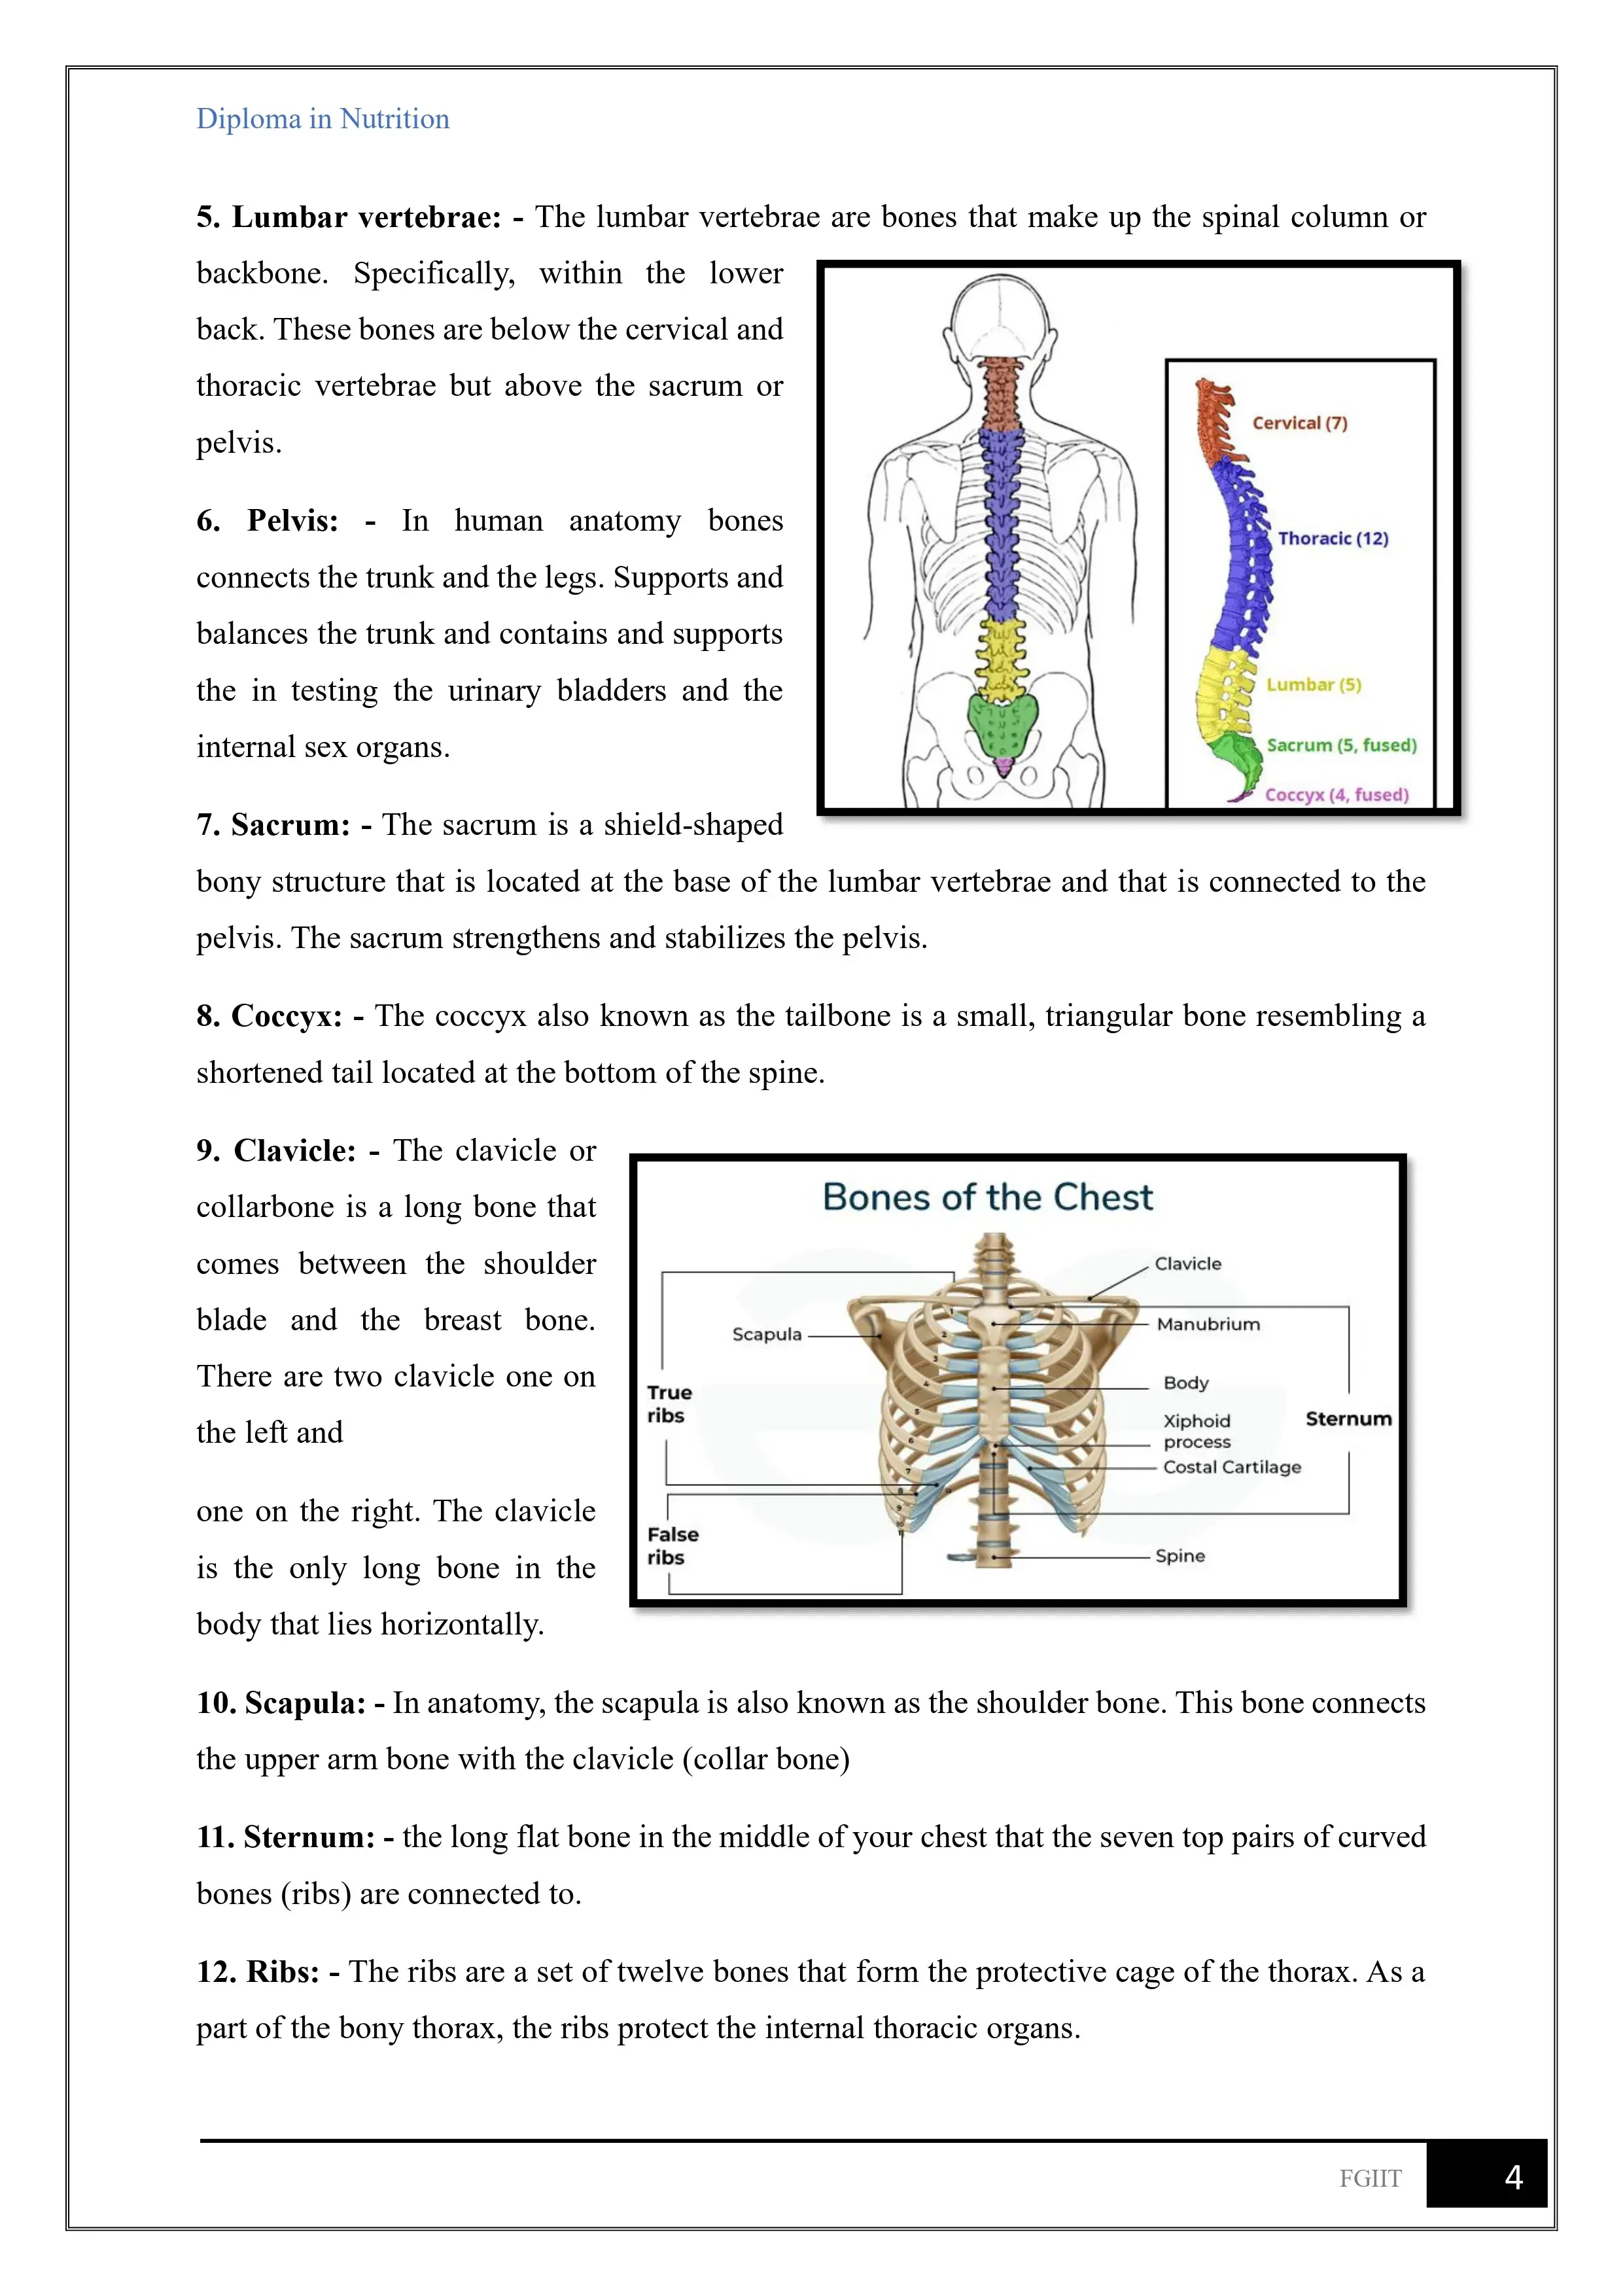 Diploma in Nutrition
5. Lumbar vertebrae: - The lumbar vertebrae are bones that make up the spinal column or
backbone. Specifically, within the lower
back. These bones are below the cervical and
thoracic vertebrae but above the sacrum or
pelvis.
6. Pelvis: - In human anatomy bones
connects the trunk and the legs. Supports and
balances the trunk and contains and supports
the in testing the urinary bladders and the
internal sex organs.
Cervical (7)
Thoracic (12)
Lumbar (5)
Sacrum (5, fused)
Coccyx (4, fused)
7. Sacrum: - The sacrum is a shield-shaped
bony structure that is located at the base of the lumbar vertebrae and that is connected to the
pelvis. The sacrum strengthens and stabilizes the pelvis.
8. Coccyx: - The coccyx also known as the tailbone is a small, triangular bone resembling a
shortened tail located at the bottom of the spine.
9. Clavicle: - The clavicle or
collarbone is a long bone that
comes between the shoulder
blade and the breast bone.
There are two clavicle one on
the left and
one on the right. The clavicle
is the only long bone in the
body that lies horizontally.
Bones of the Chest
Clavicle
Manubrium
Scapula
Body
True
ribs
Xiphoid
process
Sternum
Costal Cartilage
False
ribs
Spine
1
2
3
4
5
6
7
8
9
10
11
10. Scapula: - In anatomy, the scapula is also known as the shoulder bone. This bone connects
the upper arm bone with the clavicle (collar bone)
11. Sternum: - the long flat bone in the middle of your chest that the seven top pairs of curved
bones (ribs) are connected to.
12. Ribs: - The ribs are a set of twelve bones that form the protective cage of the thorax. As a
part of the bony thorax, the ribs protect the internal thoracic organs.
FGIIT
4